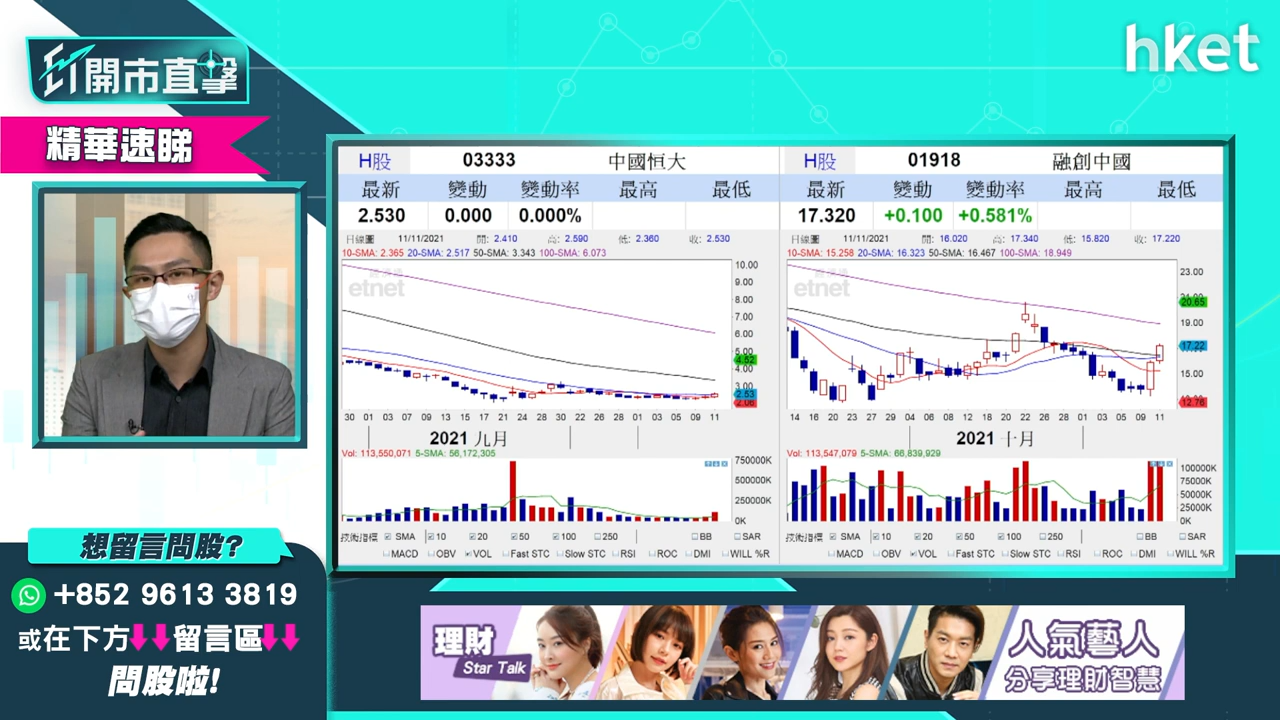 hket
ET開市直擊
精華速睇
H股 03333 中國恒大
最新 變動 變動率 最高 最低
2.530 0.000 0.000%
日線圖 11/11/2021 開: 2.410 高: 2.590 低: 2.360 收: 2.530
10-SMA: 2.365 20-SMA: 2.517 50-SMA: 3.343 100-SMA: 6.073
etnet
10.00
9.00
8.00
7.00
6.00
5.00
4.52
4.00
3.00
2.53
2.06
30 01 03 07 09 13 15 17 21 24 28 30 22 26 28 01 03 05 09 11
2021 九月
Vol: 113,550,071 5-SMA: 56,172,305
750000K
500000K
250000K
0K
技術指標 SMA 10 20 50 100 250 BB SAR
MACD OBV VOL Fast STC Slow STC RSI ROC DMI WILL %R
H股 01918 融創中國
最新 變動 變動率 最高 最低
17.320 +0.100 +0.581%
日線圖 11/11/2021 開: 16.020 高: 17.340 低: 15.820 收: 17.220
10-SMA: 15.258 20-SMA: 16.323 50-SMA: 16.467 100-SMA: 18.949
etnet
23.00
20.65
19.00
17.22
15.00
12.76
14 16 20 23 27 29 04 06 08 12 18 20 22 26 28 01 03 05 09 11
2021 十月
Vol: 113,547,079 5-SMA: 66,839,929
100000K
75000K
50000K
25000K
0K
技術指標 SMA 10 20 50 100 250 BB SAR
MACD OBV VOL Fast STC Slow STC RSI ROC DMI WILL %R
想留言問股?
+852 9613 3819
或在下方留言區
問股啦!
理財
Star Talk
人氣藝人
分享理財智慧